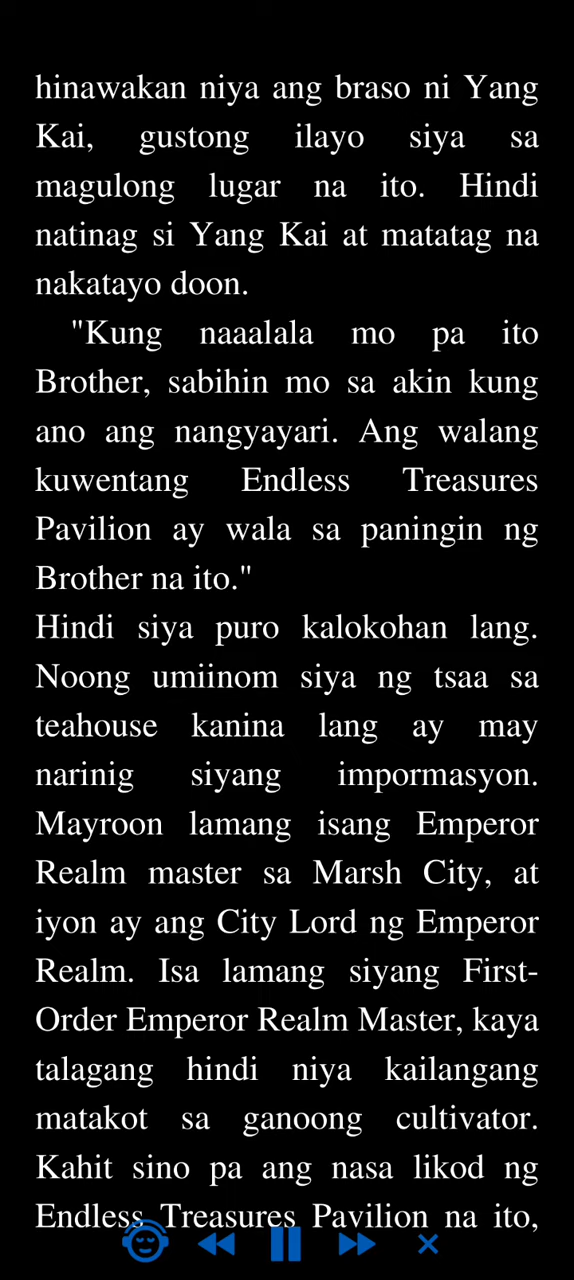 hinawakan niya ang braso ni Yang
Kai, gustong ilayo siya sa
magulong lugar na ito. Hindi
natinag si Yang Kai at matatag na
nakatayo doon.
"Kung naaalala mo pa ito
Brother, sabihin mo sa akin kung
ano ang nangyayari. Ang walang
kuwentang Endless Treasures
Pavilion ay wala sa paningin ng
Brother na ito."
Hindi siya puro kalokohan lang.
Noong umiinom siya ng tsaa sa
teahouse kanina lang ay may
narinig siyang impormasyon.
Mayroon lamang isang Emperor
Realm master sa Marsh City, at
iyon ay ang City Lord ng Emperor
Realm. Isa lamang siyang First-
Order Emperor Realm Master, kaya
talagang hindi niya kailangang
matakot sa ganoong cultivator.
Kahit sino pa ang nasa likod ng
Endless Treasures Pavilion na ito,